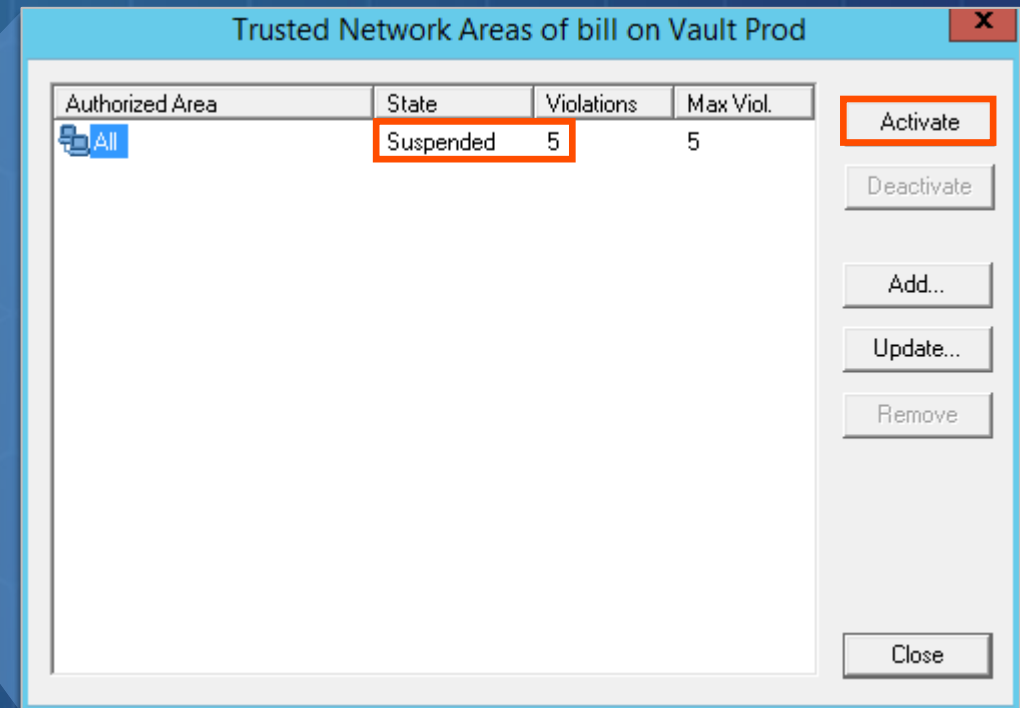 Trusted Network Areas of bill on Vault Prod
x
Authorized Area State Violations Max Viol.
All Suspended 5 5
Activate
Deactivate
Add...
Update...
Remove
Close